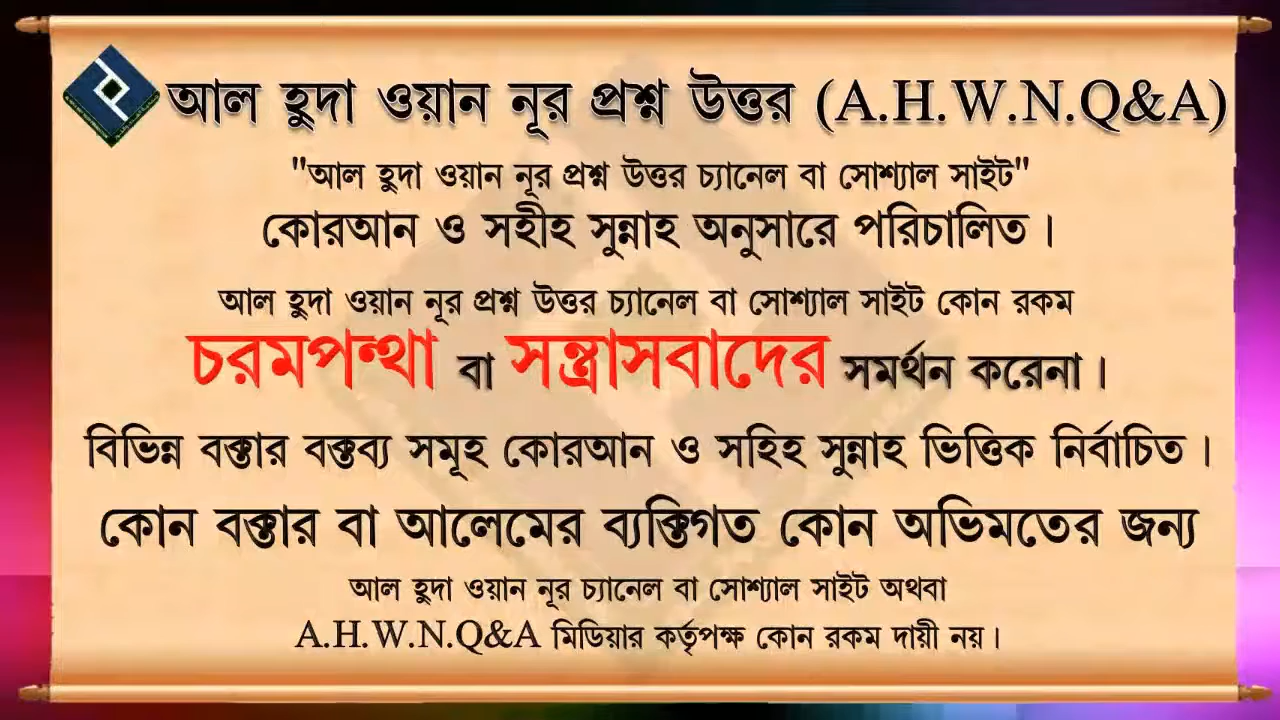 আল হুদা ওয়ান নূর প্রশ্ন উত্তর (A.H.W.N.Q&A)
"আল হুদা ওয়ান নূর প্রশ্ন উত্তর চ্যানেল বা সোশ্যাল সাইট"
কোরআন ও সহীহ সুন্নাহ অনুসারে পরিচালিত।
আল হুদা ওয়ান নূর প্রশ্ন উত্তর চ্যানেল বা সোশ্যাল সাইট কোন রকম
চরমপন্থা বা সন্ত্রাসবাদের সমর্থন করেনা।
বিভিন্ন বক্তার বক্তব্য সমূহ কোরআন ও সহিহ সুন্নাহ ভিত্তিক নির্বাচিত।
কোন বক্তার বা আলেমের ব্যক্তিগত কোন অভিমতের জন্য
আল হুদা ওয়ান নূর চ্যানেল বা সোশ্যাল সাইট অথবা
A.H.W.N.Q&A মিডিয়ার কর্তৃপক্ষ কোন রকম দায়ী নয়।